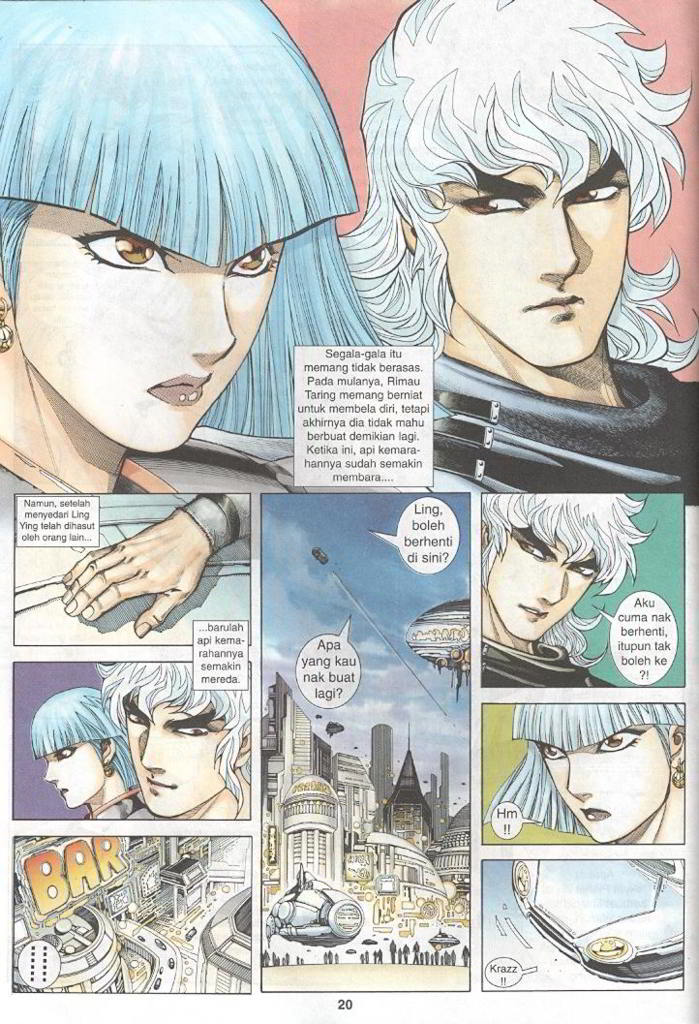 Segala-gala itu
memang tidak berasas.
Pada mulanya, Rimau
Taring memang berniat
untuk membela diri, tetapi
akhirnya dia tidak mahu
berbuat demikian lagi.
Ketika ini, api kemara-
hannya sudah semakin
membara....
Namun, setelah
menyedari Ling
Ying telah dihasut
oleh orang lain...
...barulah
api kema-
rahannya
semakin
mereda.
BAR
!!!!
Ling,
boleh
berhenti
di sini?
Apa
yang kau
nak buat
lagi?
Aku
cuma nak
berhenti,
itupun tak
boleh ke
?!
Hm
!!
Krazz
!!
20